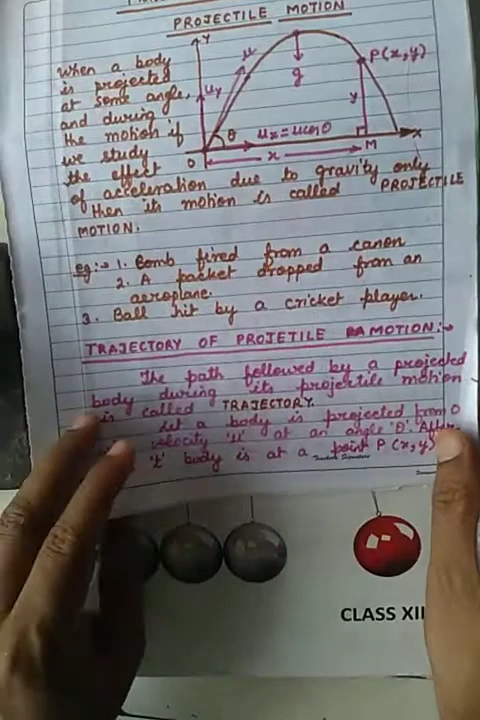 PROJECTILE MOTION
Y
u
P(x,y)
When a body
is projected
at some angle,
and during
the motion if
we study
the effect
uy
g
y
θ
ux = u cos θ
x
O
x
M
of acceleration due to gravity only
Then its motion is called PROJECTILE
MOTION.
eg:- 1. Bomb fired from a canon
2. A packet dropped from an
aeroplane.
3. Ball hit by a cricket player.
TRAJECTORY OF PROJETILE MOTION:-
The path followed by a projected
body during its projectile motion
is called TRAJECTORY.
Let a body is projected from O
velocity 'u' at an angle 'θ'. After
't' body is at a point P (x,y)
Teacher's Signature
CLASS XII